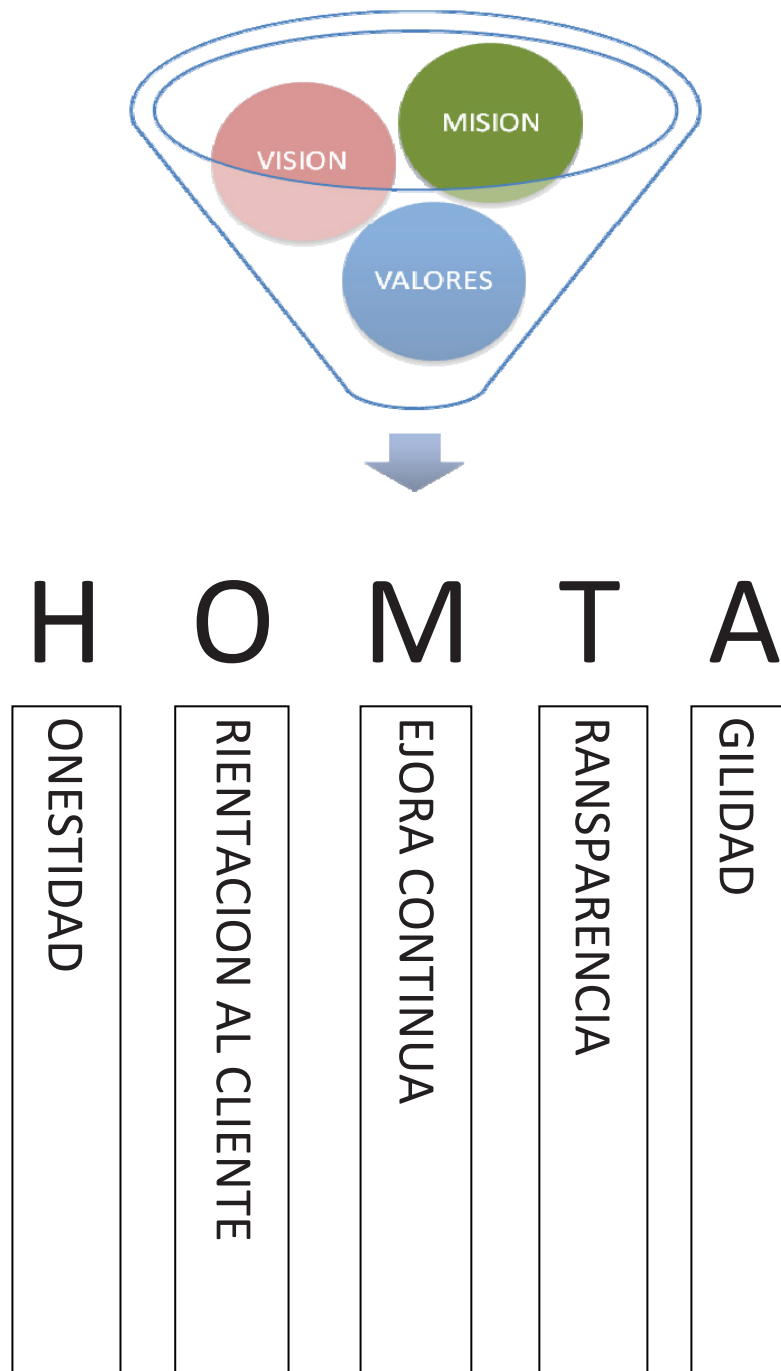 MISION
VISION
VALORES
H O M T A
ONESTIDAD
RIENTACION AL CLIENTE
EJORA CONTINUA
RANSPARENCIA
GILIDAD